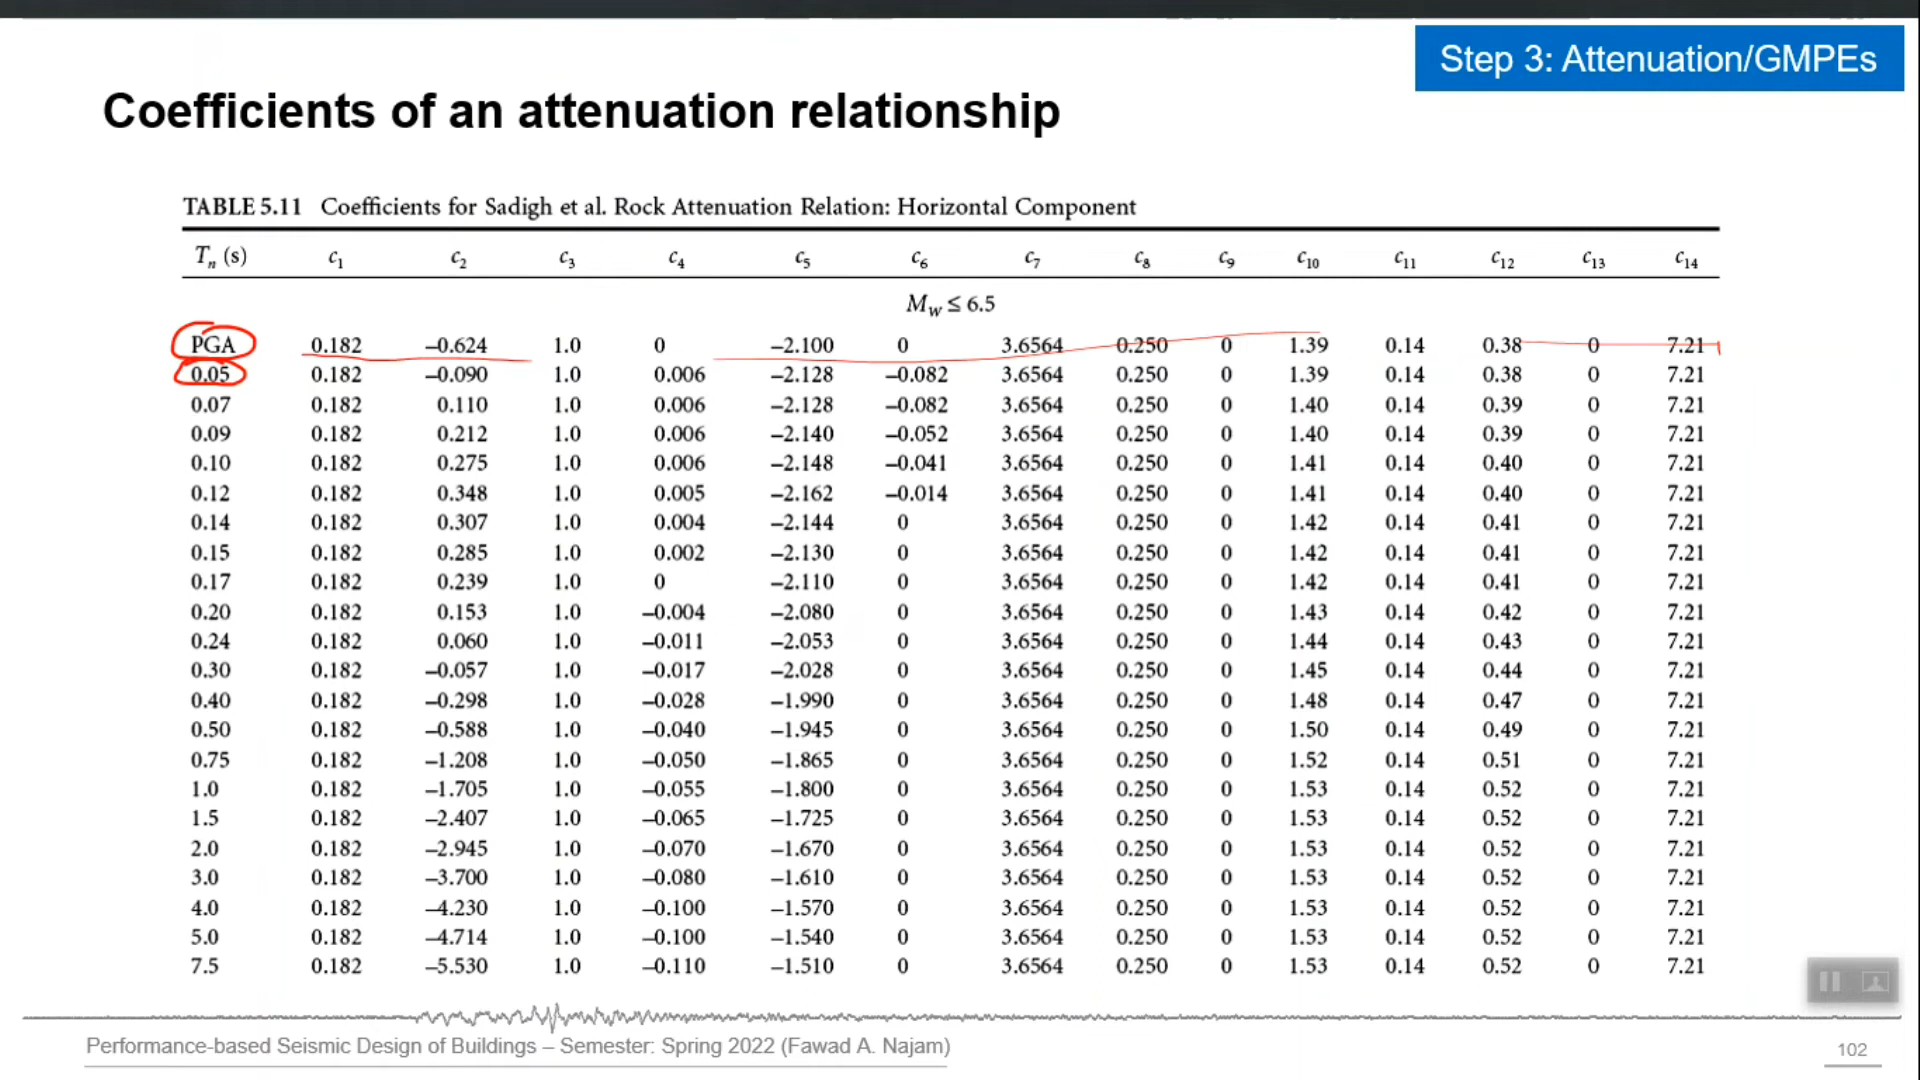 Step 3: Attenuation/GMPEs
Coefficients of an attenuation relationship
TABLE 5.11 Coefficients for Sadigh et al. Rock Attenuation Relation: Horizontal Component
Tn (s) c1 c2 c3 c4 c5 c6 c7 c8 c9 c10 c11 c12 c13 c14
MW ≤ 6.5
PGA 0.182 –0.624 1.0 0 –2.100 0 3.6564 0.250 0 1.39 0.14 0.38 0 7.21
0.05 0.182 –0.090 1.0 0.006 –2.128 –0.082 3.6564 0.250 0 1.39 0.14 0.38 0 7.21
0.07 0.182 0.110 1.0 0.006 –2.128 –0.082 3.6564 0.250 0 1.40 0.14 0.39 0 7.21
0.09 0.182 0.212 1.0 0.006 –2.140 –0.052 3.6564 0.250 0 1.40 0.14 0.39 0 7.21
0.10 0.182 0.275 1.0 0.006 –2.148 –0.041 3.6564 0.250 0 1.41 0.14 0.40 0 7.21
0.12 0.182 0.348 1.0 0.005 –2.162 –0.014 3.6564 0.250 0 1.41 0.14 0.40 0 7.21
0.14 0.182 0.307 1.0 0.004 –2.144 0 3.6564 0.250 0 1.42 0.14 0.41 0 7.21
0.15 0.182 0.285 1.0 0.002 –2.130 0 3.6564 0.250 0 1.42 0.14 0.41 0 7.21
0.17 0.182 0.239 1.0 0 –2.110 0 3.6564 0.250 0 1.42 0.14 0.41 0 7.21
0.20 0.182 0.153 1.0 –0.004 –2.080 0 3.6564 0.250 0 1.43 0.14 0.42 0 7.21
0.24 0.182 0.060 1.0 –0.011 –2.053 0 3.6564 0.250 0 1.44 0.14 0.43 0 7.21
0.30 0.182 –0.057 1.0 –0.017 –2.028 0 3.6564 0.250 0 1.45 0.14 0.44 0 7.21
0.40 0.182 –0.298 1.0 –0.028 –1.990 0 3.6564 0.250 0 1.48 0.14 0.47 0 7.21
0.50 0.182 –0.588 1.0 –0.040 –1.945 0 3.6564 0.250 0 1.50 0.14 0.49 0 7.21
0.75 0.182 –1.208 1.0 –0.050 –1.865 0 3.6564 0.250 0 1.52 0.14 0.51 0 7.21
1.0 0.182 –1.705 1.0 –0.055 –1.800 0 3.6564 0.250 0 1.53 0.14 0.52 0 7.21
1.5 0.182 –2.407 1.0 –0.065 –1.725 0 3.6564 0.250 0 1.53 0.14 0.52 0 7.21
2.0 0.182 –2.945 1.0 –0.070 –1.670 0 3.6564 0.250 0 1.53 0.14 0.52 0 7.21
3.0 0.182 –3.700 1.0 –0.080 –1.610 0 3.6564 0.250 0 1.53 0.14 0.52 0 7.21
4.0 0.182 –4.230 1.0 –0.100 –1.570 0 3.6564 0.250 0 1.53 0.14 0.52 0 7.21
5.0 0.182 –4.714 1.0 –0.100 –1.540 0 3.6564 0.250 0 1.53 0.14 0.52 0 7.21
7.5 0.182 –5.530 1.0 –0.110 –1.510 0 3.6564 0.250 0 1.53 0.14 0.52 0 7.21
Performance-based Seismic Design of Buildings – Semester: Spring 2022 (Fawad A. Najam)
102